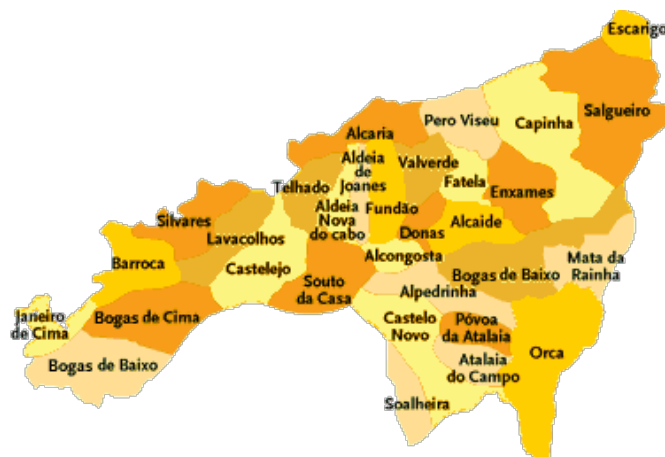 Escarigo
Salgueiro
Capinha
Pero Viseu
Alcaria
Aldeia
de
Joanes
Valverde
Fatela
Enxames
Telhado
Aldeia
Nova
do cabo
Fundão
Donas
Alcaide
Silvares
Lavacolhos
Barroca
Castelejo
Souto
da Casa
Alcongosta
Bogas de Baixo
Mata da
Rainha
Alpedrinha
Janeiro
de Cima
Bogas de Cima
Castelo
Novo
Póvoa
da Atalaia
Orca
Bogas de Baixo
Atalaia
do Campo
Soalheira